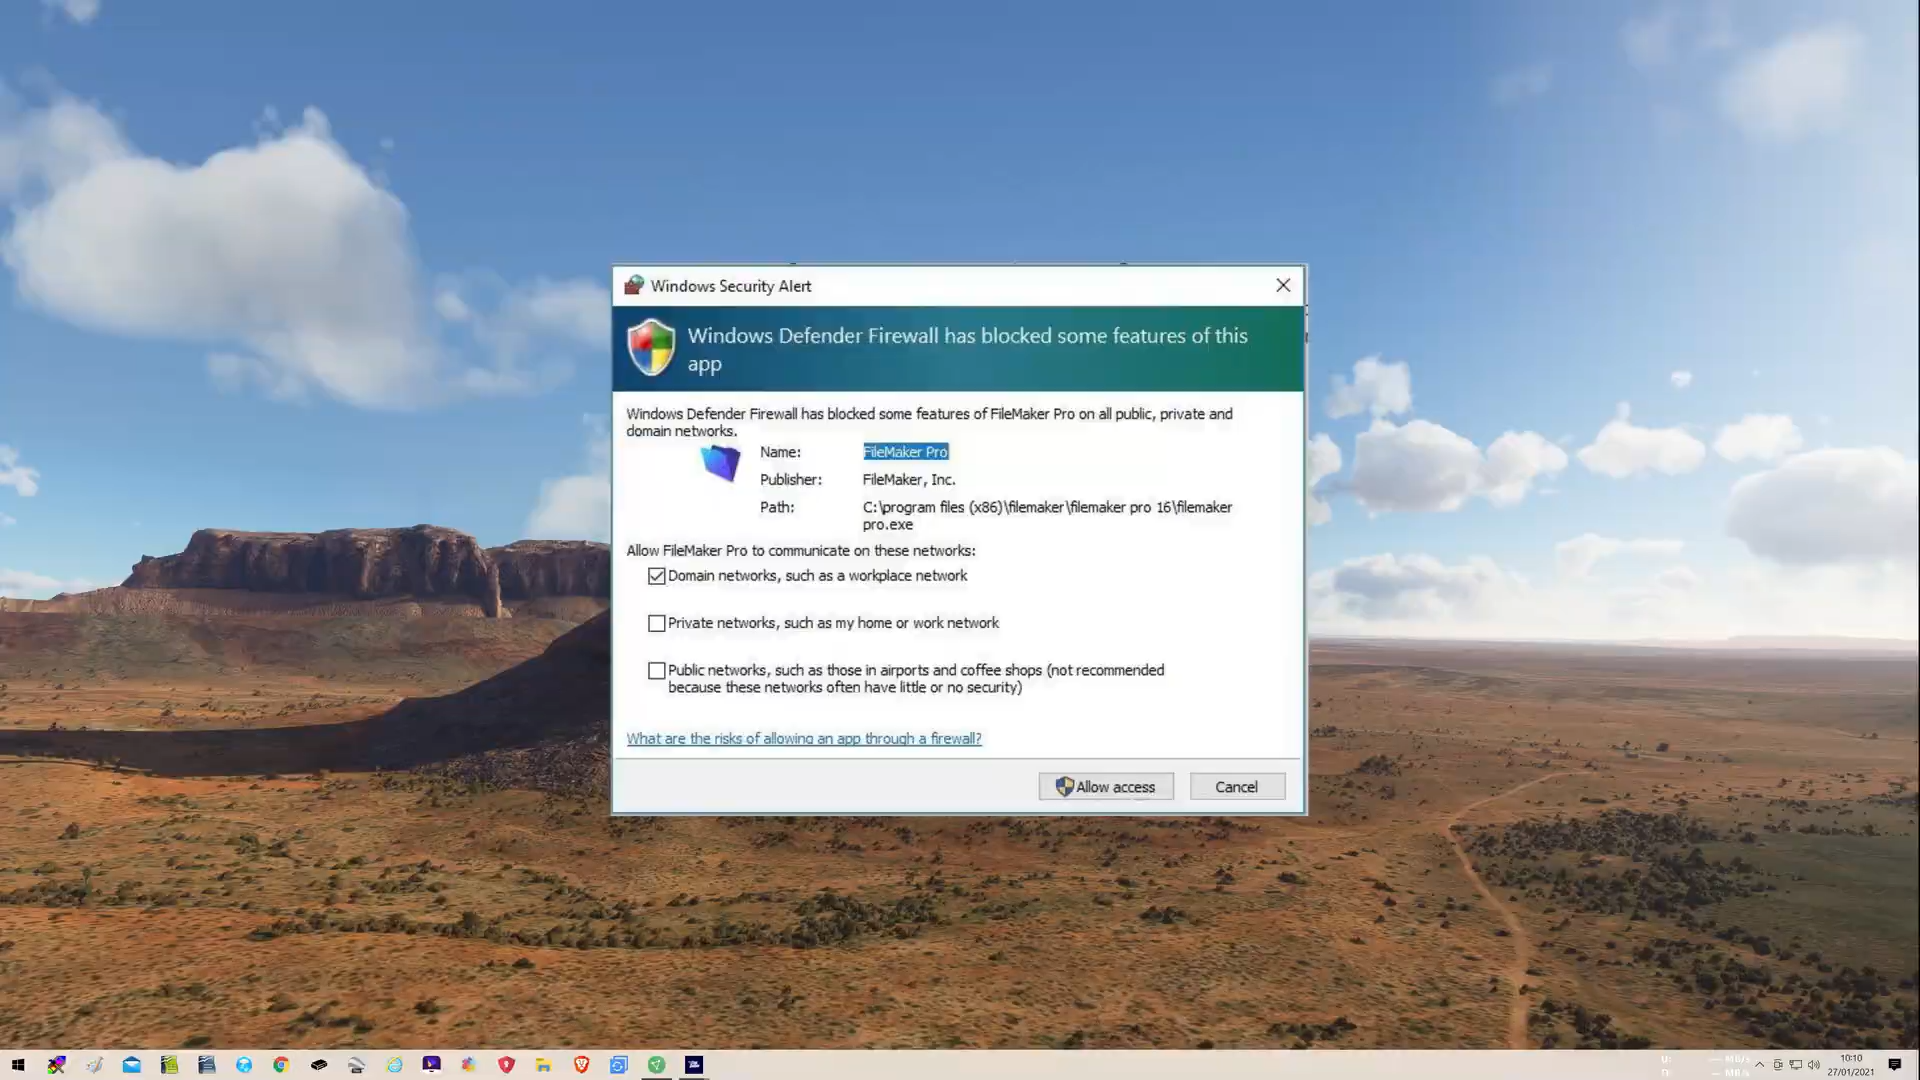 Windows Security Alert
Windows Defender Firewall has blocked some features of this
app
Windows Defender Firewall has blocked some features of FileMaker Pro on all public, private and
domain networks.
Name: FileMaker Pro
Publisher: FileMaker, Inc.
Path: C:\program files (x86)\filemaker\filemaker pro 16\filemaker
pro.exe
Allow FileMaker Pro to communicate on these networks:
Domain networks, such as a workplace network
Private networks, such as my home or work network
Public networks, such as those in airports and coffee shops (not recommended
because these networks often have little or no security)
What are the risks of allowing an app through a firewall?
Allow access Cancel
10:10
27/01/2021